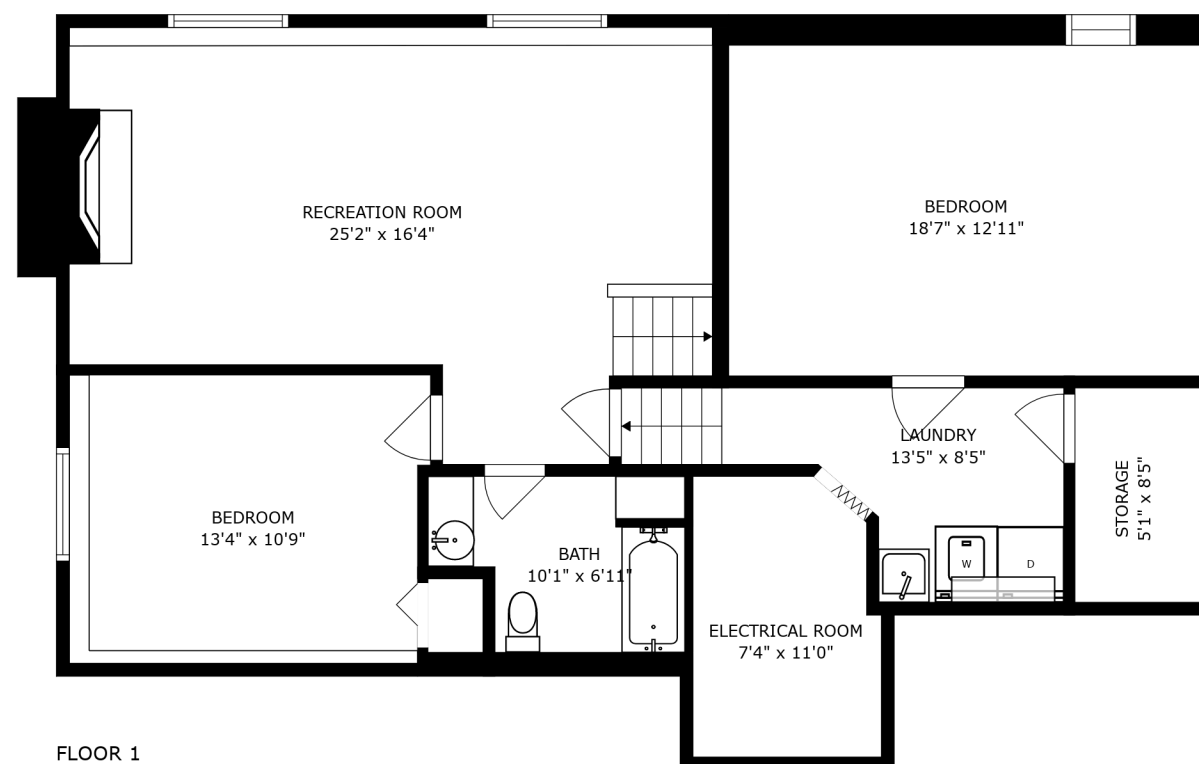 RECREATION ROOM
25'2" x 16'4"
BEDROOM
18'7" x 12'11"
LAUNDRY
13'5" x 8'5"
STORAGE
5'1" x 8'5"
BEDROOM
13'4" x 10'9"
BATH
10'1" x 6'11"
W
D
ELECTRICAL ROOM
7'4" x 11'0"
FLOOR 1